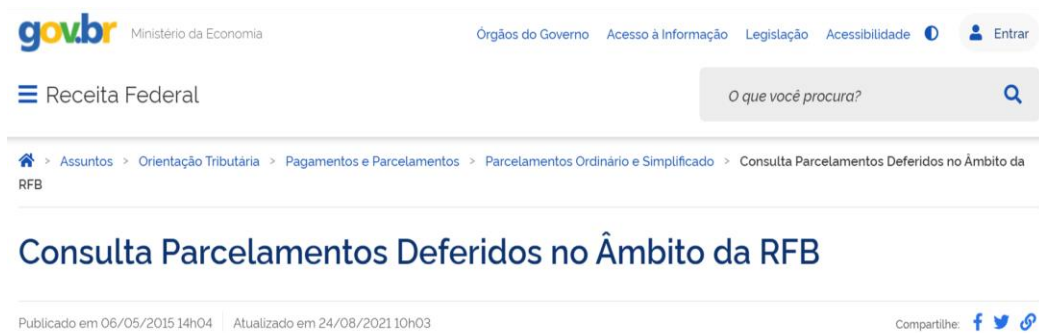 gov.br Ministério da Economia Órgãos do Governo Acesso à Informação Legislação Acessibilidade Entrar
Receita Federal O que você procura?
> Assuntos > Orientação Tributária > Pagamentos e Parcelamentos > Parcelamentos Ordinário e Simplificado > Consulta Parcelamentos Deferidos no Âmbito da
RFB
Consulta Parcelamentos Deferidos no Âmbito da RFB
Publicado em 06/05/2015 14h04 Atualizado em 24/08/2021 10h03 Compartilhe: